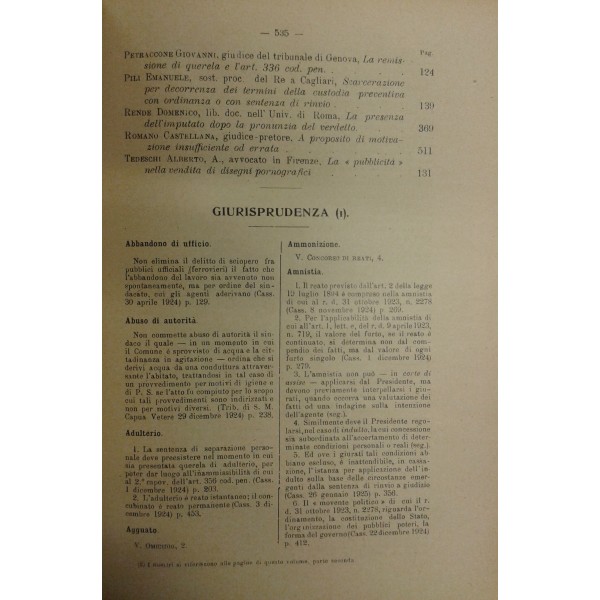 — 535 —
Pag.
PETRACCONE GIOVANNI, giudice del tribunale di Genova, La remis-
sione di querela e l'art. 336 cod. pen. . . . . . 124
PILI EMANUELE, sost. proc. del Re a Cagliari, Scarcerazione
per decorrenza dei termini della custodia preventiva
con ordinanza o con sentenza di rinvio . . . . . 139
RENDE DOMENICO, lib. doc. nell'Univ. di Roma, La presenza
dell'imputato dopo la pronunzia del verdetto. . . . 369
ROMANO CASTELLANA, giudice-pretore, A proposito di motiva-
zione insufficiente od errata . . . . . . 511
TEDESCHI ALBERTO, A., avvocato in Firenze, La « pubblicità »
nella vendita di disegni pornografici . . . . . 131
GIURISPRUDENZA (1).
Abbandono di ufficio.
Non elimina il delitto di sciopero fra
pubblici ufficiali (ferrovieri) il fatto che
l'abbandono del lavoro sia avvenuto non
spontaneamente, ma per ordine del sin-
dacato, cui gli agenti aderivano (Cass.
30 aprile 1924) p. 129.
Abuso di autorità.
Non commette abuso di autorità il sin-
daco il quale — in un momento in cui
il Comune è sprovvisto di acqua e la cit-
tadinanza in agitazione — ordina che si
derivi acqua da una conduttura attraver-
sante l'abitato, trattandosi in tal caso di
un provvedimento per motivi di igiene e
di P. S. se l'atto fu compiuto per lo scopo
cui tali provvedimenti sono indirizzati e
non per motivi diversi. (Trib. di S. M.
Capua Vetere 29 dicembre 1924) p. 238.
Adulterio.
1. La sentenza di separazione perso-
nale deve preesistere nel momento in cui
sia presentata querela di adulterio, per
poter dar luogo all'inammissibilità di cui
al 2.° capov. dell'art. 356 cod. pen. (Cass.
1 dicembre 1924) p. 203.
2. L'adulterio è reato istantaneo; il con-
cubinato è reato permanente (Cass. 3 di-
cembre 1924) p. 453.
Aggusto.
V. OMICIDIO, 2.
Ammonizione.
V. CONCORSO DI REATI, 4.
Amnistia.
1. Il reato previsto dall'art. 2 della legge
19 luglio 1894 è compreso nella amnistia
di cui al r. d. 31 ottobre 1923, n. 2278
(Cass. 8 novembre 1924) p. 269.
2. Per l'applicabilità della amnistia di
cui all'art. 1, lett. e, del r. d. 9 aprile 1923,
n. 719, il valore del furto, se il reato è
continuato, si determina non dal com-
pendio dei fatti, ma dal valore di ogni
furto singolo (Cass. 1 dicembre 1924)
p. 275.
3. L'amnistia non può — in corte di
assise — applicarsi dal Presidente, ma
devono previamente interpellarsi i giu-
rati, quando occorra una valutazione dei
fatti od una indagine sulla intenzione
dell'agente (seg.).
4. Similmente deve il Presidente rego-
larsi, nel caso di indulto, la cui concessione
sia subordinata all'accertamento di deter-
minate condizioni personali o reali (seg.).
5. Ed ove i giurati tali condizioni ab-
biano escluso, è instandibile, in cassa-
zione, l'istanza per applicazione dell'in-
dulto sulla base delle circostanze emer-
genti dalla sentenza di rinvio a giudizio
(Cass. 26 gennaio 1925) p. 356.
6. Il « movente politico » di cui il r.
d. 31 ottobre 1923, n. 2278, riguarda l'or-
dinamento, la costituzione dello Stato,
l'organizzazione dei pubblici poteri, la
forma del governo (Cass. 22 dicembre 1924)
p. 412.
(1) I numeri si riferiscono alle pagine di questo volume, parte seconda.